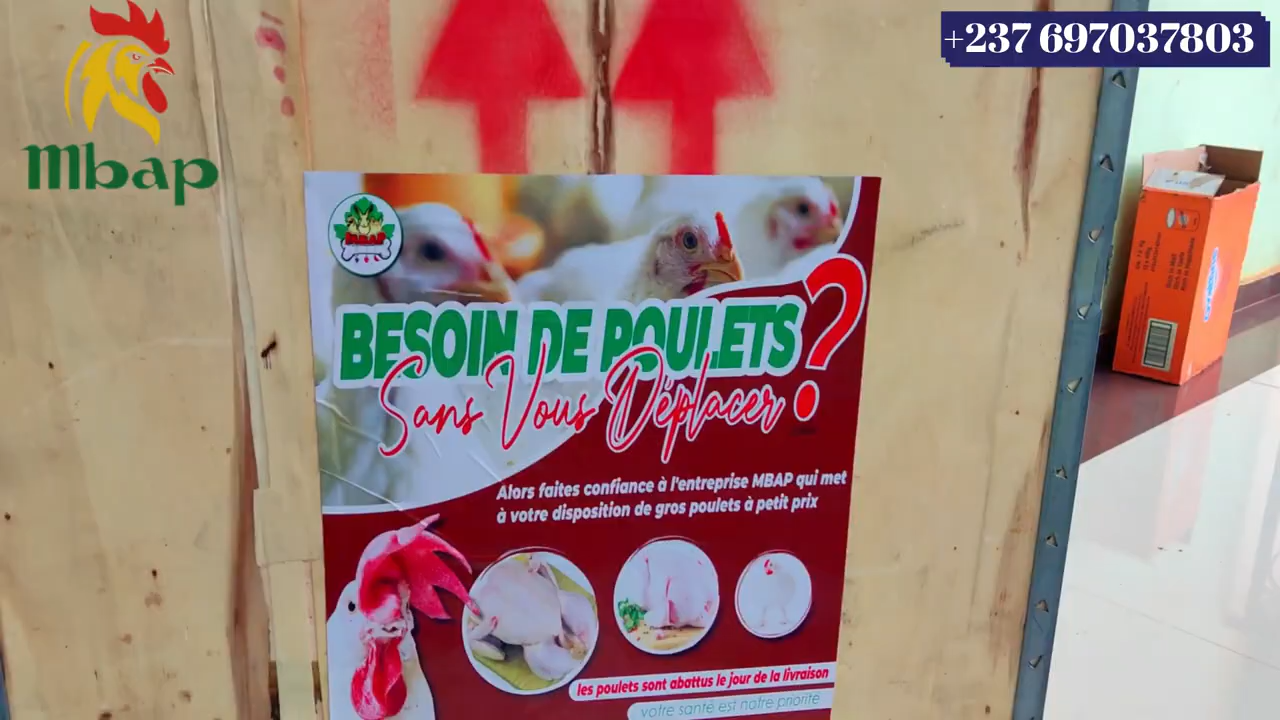 Mbap
+237 697037803
MBAP
BESOIN DE POULETS ?
Sans Vous Déplacer
Alors faites confiance à l'entreprise MBAP qui met
à votre disposition de gros poulets à petit prix
les poulets sont abattus le jour de la livraison
votre santé est notre priorité